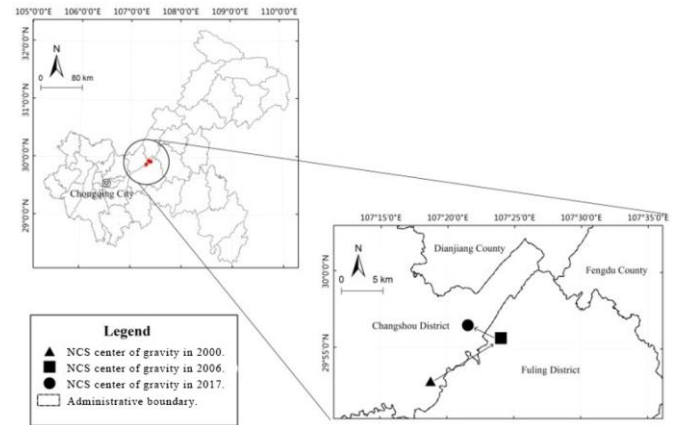 105°0'0"E 106°0'0"E 107°0'0"E 108°0'0"E 109°0'0"E 110°0'0"E
32°0'0"N
31°0'0"N
30°0'0"N
29°0'0"N
N
0 80 km
Chongqing City
107°15'0"E 107°20'0"E 107°25'0"E 107°30'0"E 107°35'0"E
30°0'0"N
29°55'0"N
N
0 5 km
Dianjiang County
Fengdu County
Changshou District
Fuling District
Legend
NCS center of gravity in 2000.
NCS center of gravity in 2006.
NCS center of gravity in 2017.
Administrative boundary.